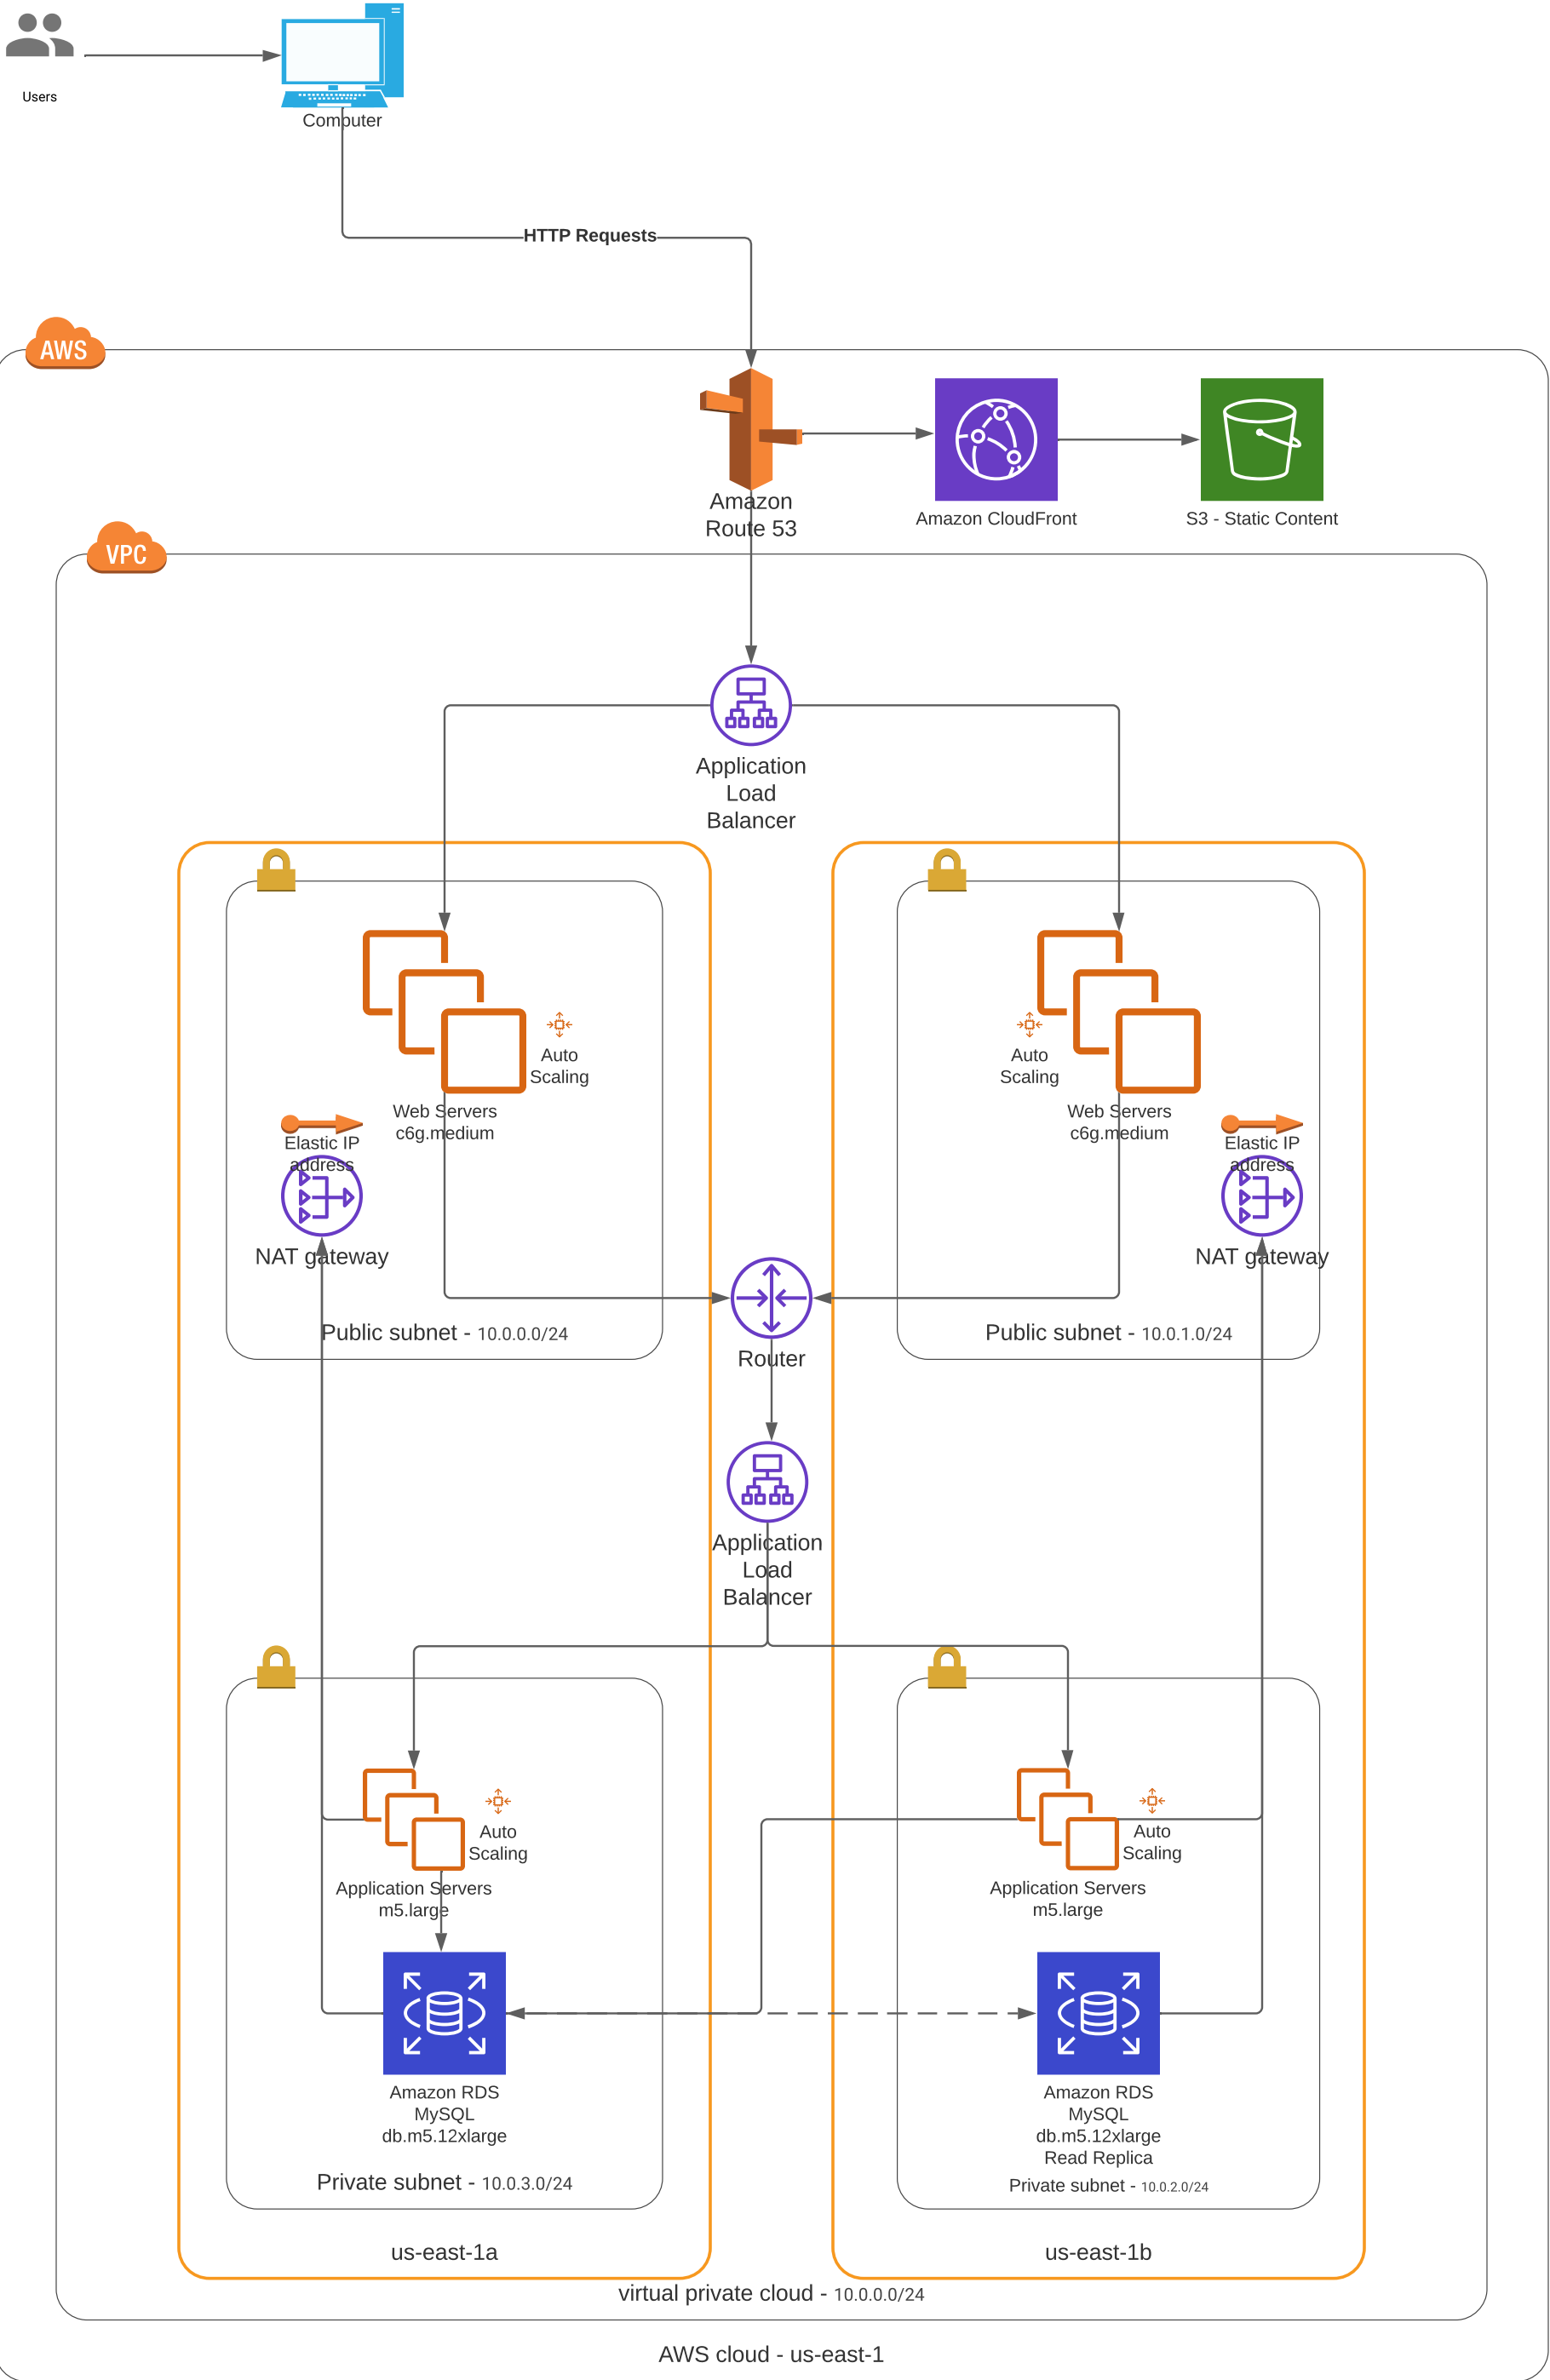 Users
Computer
HTTP Requests
AWS
Amazon
Route 53
Amazon CloudFront
S3 - Static Content
VPC
Application
Load
Balancer
Auto
Scaling
Auto
Scaling
Web Servers
c6g.medium
Web Servers
c6g.medium
Elastic IP
address
Elastic IP
address
NAT gateway
NAT gateway
Public subnet - 10.0.0.0/24
Public subnet - 10.0.1.0/24
Router
Application
Load
Balancer
Auto
Scaling
Auto
Scaling
Application Servers
m5.large
Application Servers
m5.large
Amazon RDS
MySQL
db.m5.12xlarge
Amazon RDS
MySQL
db.m5.12xlarge
Read Replica
Private subnet - 10.0.3.0/24
Private subnet - 10.0.2.0/24
us-east-1a
us-east-1b
virtual private cloud - 10.0.0.0/24
AWS cloud - us-east-1